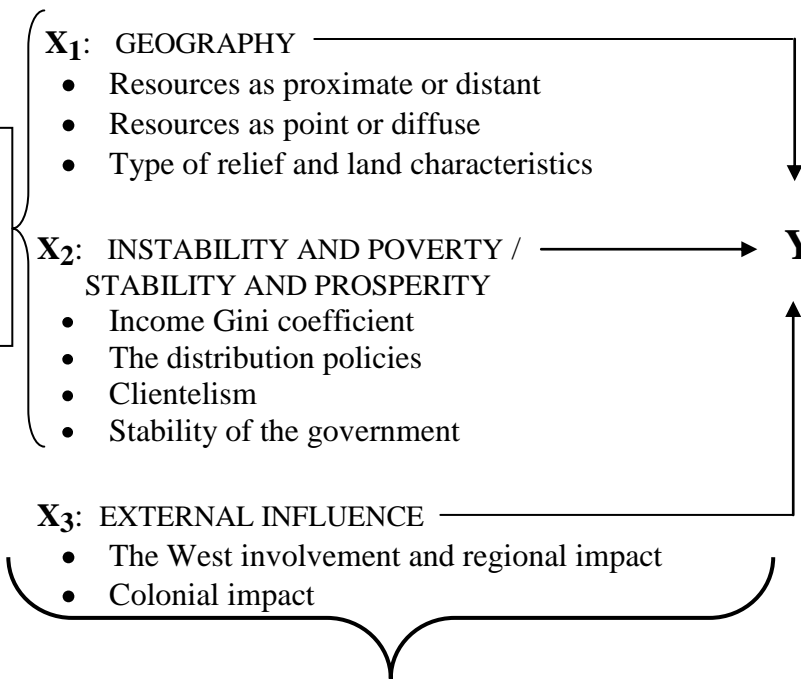 X1: GEOGRAPHY
• Resources as proximate or distant
• Resources as point or diffuse
• Type of relief and land characteristics
X2: INSTABILITY AND POVERTY /
STABILITY AND PROSPERITY
Y
• Income Gini coefficient
• The distribution policies
• Clientelism
• Stability of the government
X3: EXTERNAL INFLUENCE
• The West involvement and regional impact
• Colonial impact